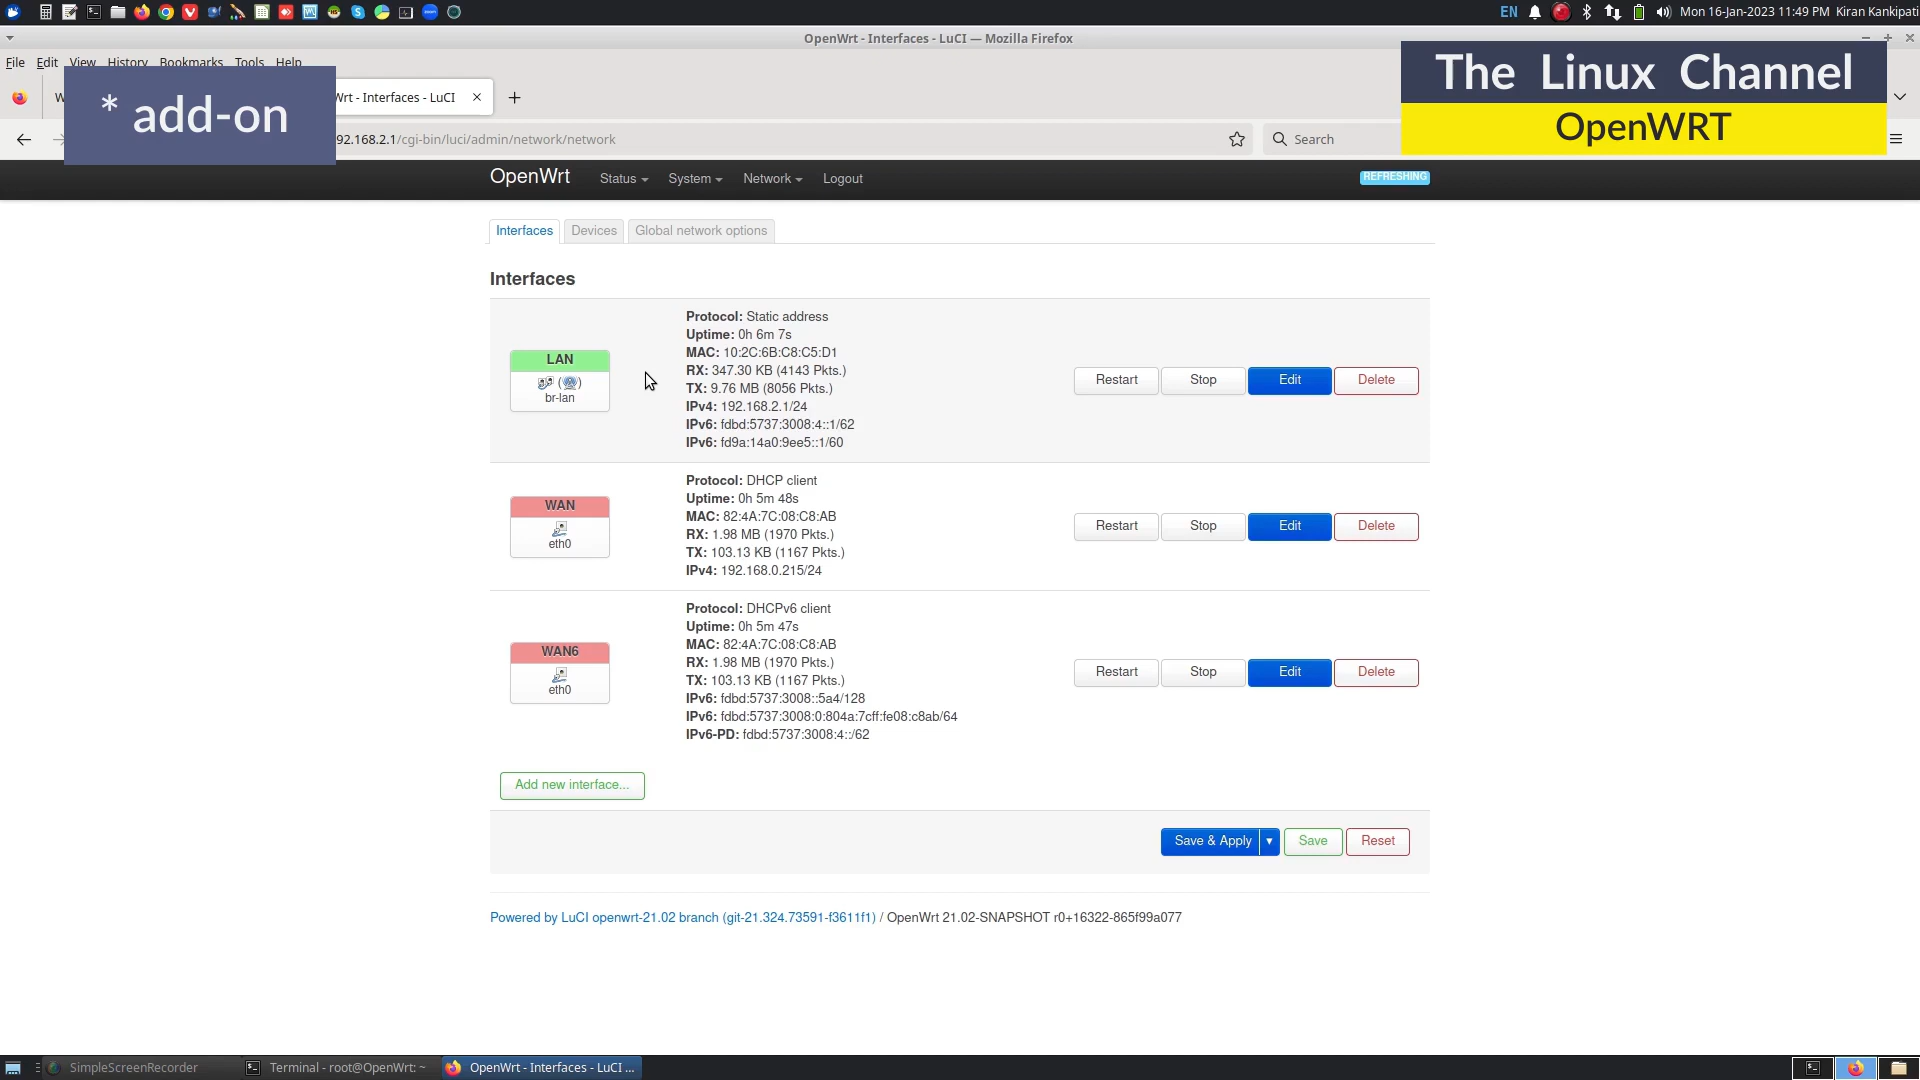 EN
Mon 16-Jan-2023 11:49 PM Kiran Kankipati
OpenWrt - Interfaces - LuCI — Mozilla Firefox
File Edit View History Bookmarks Tools Help
* add-on
Wrt - Interfaces - LuCI
The Linux Channel
OpenWRT
92.168.2.1/cgi-bin/luci/admin/network/network
Search
OpenWrt Status System Network Logout
REFRESHING
Interfaces Devices Global network options
Interfaces
LAN
br-lan
Protocol: Static address
Uptime: 0h 6m 7s
MAC: 10:2C:6B:C8:C5:D1
RX: 347.30 KB (4143 Pkts.)
TX: 9.76 MB (8056 Pkts.)
IPv4: 192.168.2.1/24
IPv6: fdbd:5737:3008:4::1/62
IPv6: fd9a:14a0:9ee5::1/60
Restart Stop Edit Delete
WAN
eth0
Protocol: DHCP client
Uptime: 0h 5m 48s
MAC: 82:4A:7C:08:C8:AB
RX: 1.98 MB (1970 Pkts.)
TX: 103.13 KB (1167 Pkts.)
IPv4: 192.168.0.215/24
Restart Stop Edit Delete
WAN6
eth0
Protocol: DHCPv6 client
Uptime: 0h 5m 47s
MAC: 82:4A:7C:08:C8:AB
RX: 1.98 MB (1970 Pkts.)
TX: 103.13 KB (1167 Pkts.)
IPv6: fdbd:5737:3008::5a4/128
IPv6: fdbd:5737:3008:0:804a:7cff:fe08:c8ab/64
IPv6-PD: fdbd:5737:3008:4::/62
Restart Stop Edit Delete
Add new interface...
Save & Apply Save Reset
Powered by LuCI openwrt-21.02 branch (git-21.324.73591-f3611f1) / OpenWrt 21.02-SNAPSHOT r0+16322-865f99a077
SimpleScreenRecorder
Terminal - root@OpenWrt: ~
OpenWrt - Interfaces - LuCI ...